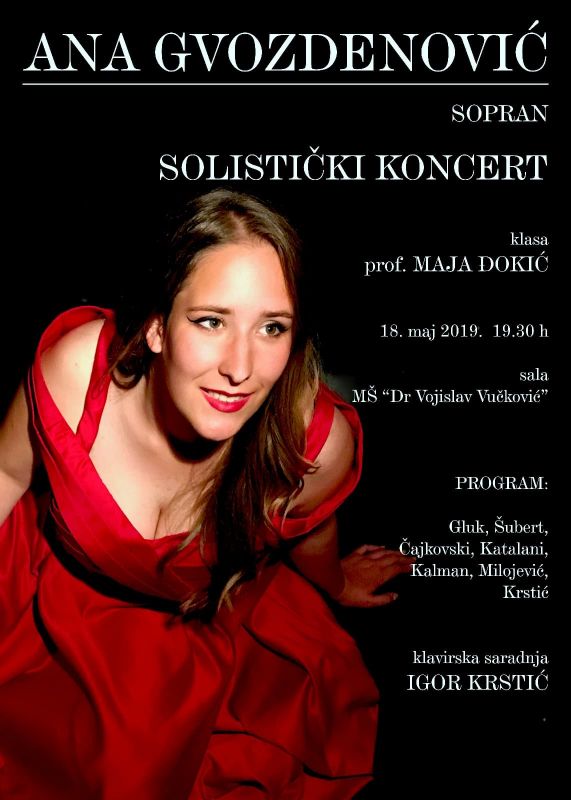 ANA GVOZDENOVIĆ
SOPRAN
SOLISTIČKI KONCERT
klasa
prof. MAJA ĐOKIĆ
18. maj 2019. 19.30 h
sala
MŠ “Dr Vojislav Vučković”
PROGRAM:
Gluk, Šubert,
Čajkovski, Katalani,
Kalman, Milojević,
Krstić
klavirska saradnja
IGOR KRSTIĆ